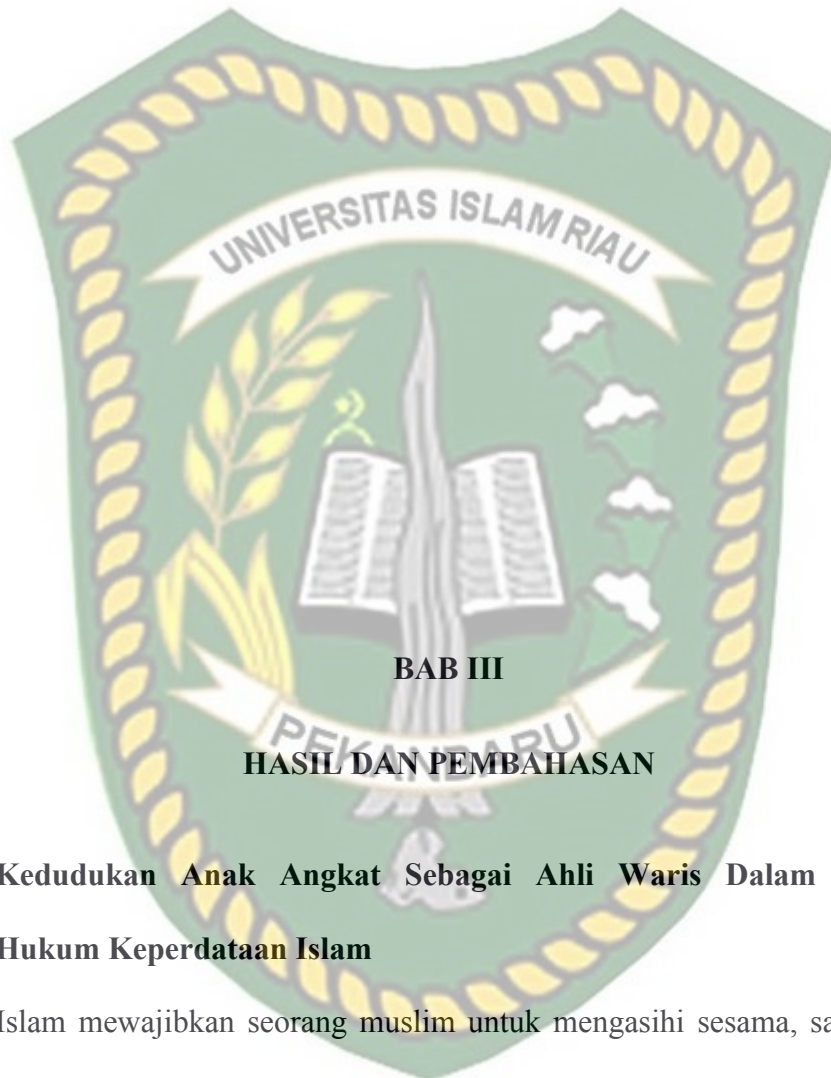 UNIVERSITAS ISLAM RIAU
BAB III
PEKANBARU
HASIL DAN PEMBAHASAN
Kedudukan Anak Angkat Sebagai Ahli Waris Dalam
Hukum Keperdataan Islam
Islam mewajibkan seorang muslim untuk mengasihi sesama,